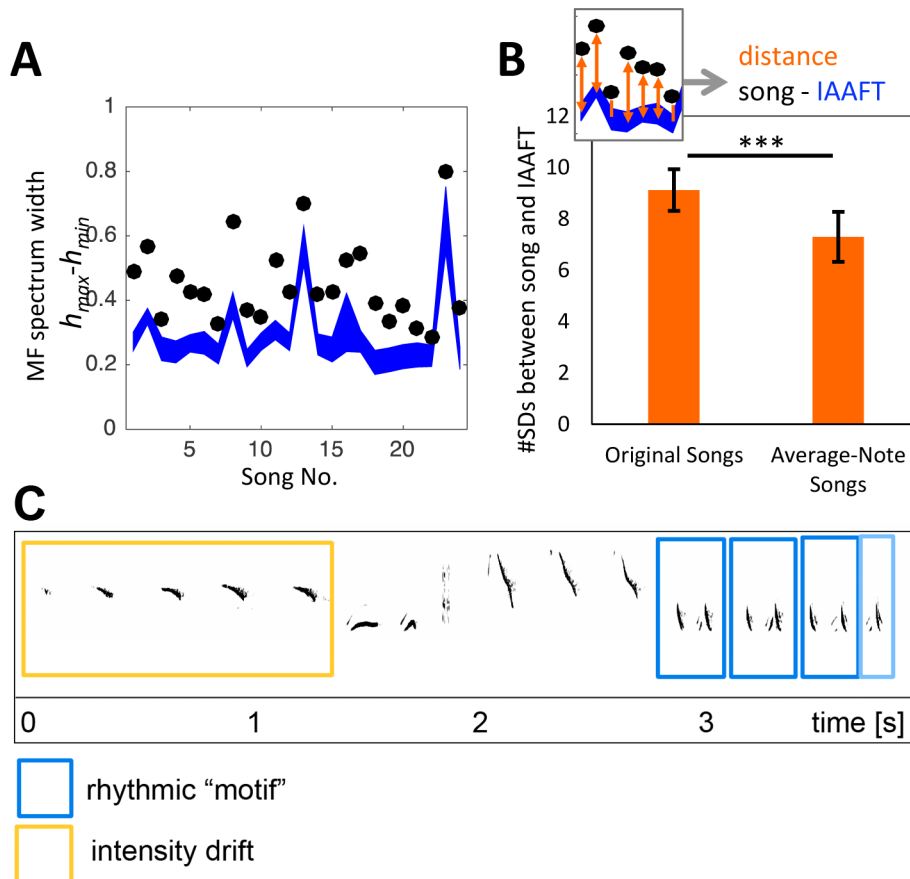 A
MF spectrum width
hmax-hmin
1
0.8
0.6
0.4
0.2
0
5
10
15
20
Song No.
B
distance
song - IAAFT
#SDs between song and IAAFT
12
10
8
6
4
2
0
***
Original Songs
Average-Note
Songs
C
0
1
2
3
time [s]
rhythmic “motif”
intensity drift